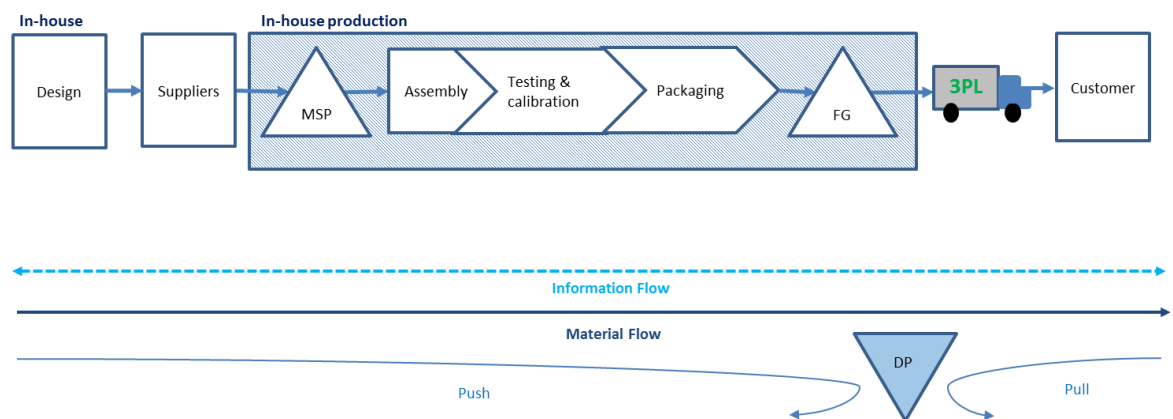 In-house
In-house production
Design
Suppliers
MSP
Assembly
Testing &
calibration
Packaging
FG
3PL
Customer
Information Flow
Material Flow
DP
Push
Pull